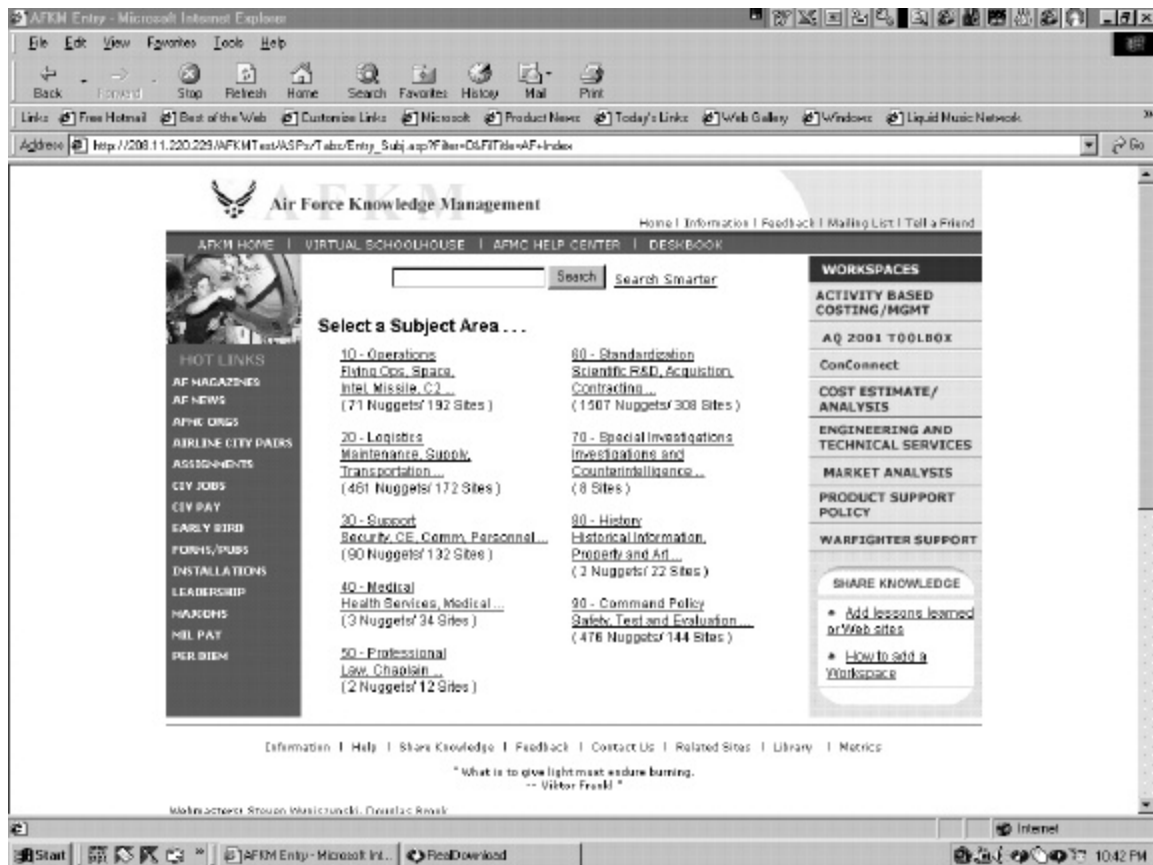 AFKM Entry - Microsoft Internet Explorer
File Edit View Favorites Tools Help
Back Forward Stop Refresh Home Search Favorites History Mail Print
Links Free Hotmail Best of the Web Customize Links Microsoft Product News Today's Links Web Gallery Windows Liquid Music Network
Address http://208.11.220.229/AFKMTest/ASPs/Tabs/Entry_Subj.asp?Filter=D&FilTitle=AF+Index Go
AFKM
Air Force Knowledge Management
Home | Information | Feedback | Mailing List | Tell a Friend
AFKM HOME | VIRTUAL SCHOOLHOUSE | AFMC HELP CENTER | DESKBOOK
Search Search Smarter
Select a Subject Area . . .
10 - Operations
Flying Ops, Space,
Intel, Missile, C2 ...
( 71 Nuggets/ 192 Sites )
20 - Logistics
Maintenance, Supply,
Transportation ...
( 461 Nuggets/ 172 Sites )
30 - Support
Security, CE, Comm, Personnel ...
( 90 Nuggets/ 132 Sites )
40 - Medical
Health Services, Medical ...
( 3 Nuggets/ 34 Sites )
50 - Professional
Law, Chaplain ...
( 2 Nuggets/ 12 Sites )
60 - Standardization
Scientific R&D, Acquisition,
Contracting ...
( 1507 Nuggets/ 308 Sites )
70 - Special Investigations
Investigations and
Counterintelligence ...
( 8 Sites )
80 - History
Historical Information,
Property and Art ...
Nuggets/ 22 Sites )
90 - Command Policy
Safety, Test and Evaluation ...
( 476 Nuggets/ 144 Sites )
HOT LINKS
AF MAGAZINES
AF NEWS
AFMC ORGS
AIRLINE CITY PAIRS
ASSIGNMENTS
CIV JOBS
CIV PAY
EARLY BIRD
FORMS/PUBS
INSTALLATIONS
LEADERSHIP
MAJCOMS
MIL PAY
PER DIEM
WORKSPACES
ACTIVITY BASED
COSTING/MGMT
AQ 2001 TOOLBOX
ConConnect
COST ESTIMATE/
ANALYSIS
ENGINEERING AND
TECHNICAL SERVICES
MARKET ANALYSIS
PRODUCT SUPPORT
POLICY
WARFIGHTER SUPPORT
SHARE KNOWLEDGE
Add lessons learned
or Web sites
How to add a
Workspace
Information | Help | Share Knowledge | Feedback | Contact Us | Related Sites | Library | Metrics
" What is to give light must endure burning.
-- Viktor Frankl "
Webmasters: Steven Douglas
Internet
Start AFKM Entry - Microsoft Int... RealDownload 10:42 PM